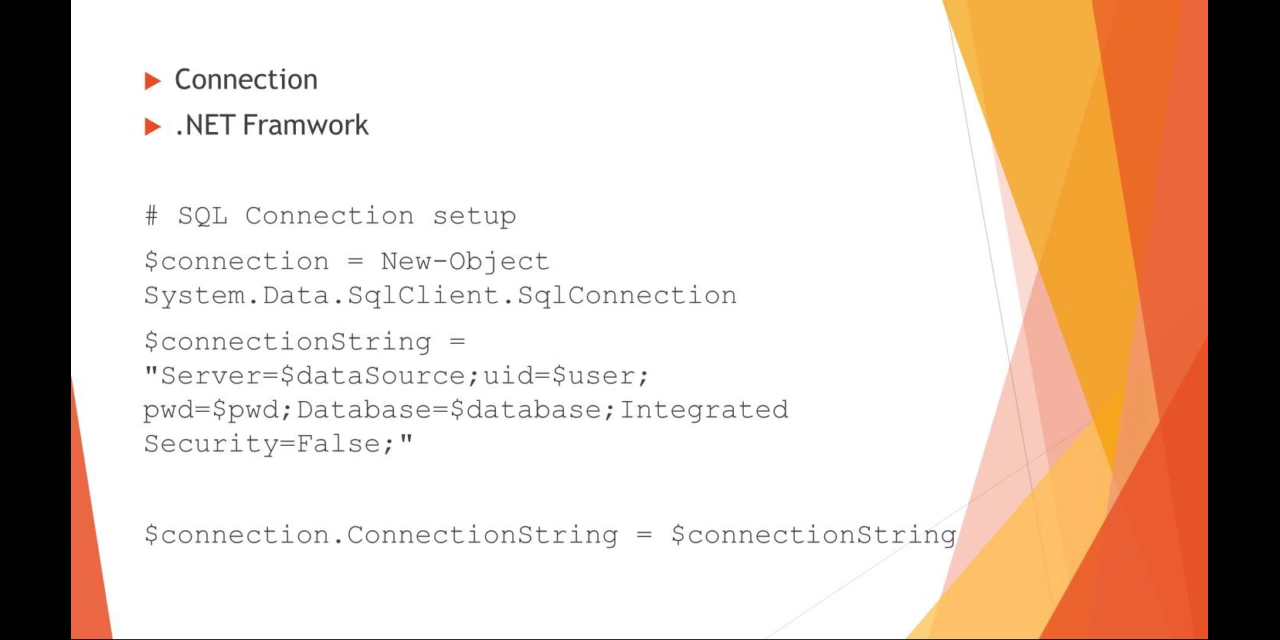 Connection
.NET Framwork
# SQL Connection setup
$connection = New-Object
System.Data.SqlClient.SqlConnection
$connectionString =
"Server=$dataSource;uid=$user;
pwd=$pwd;Database=$database;Integrated
Security=False;"
$connection.ConnectionString = $connectionString